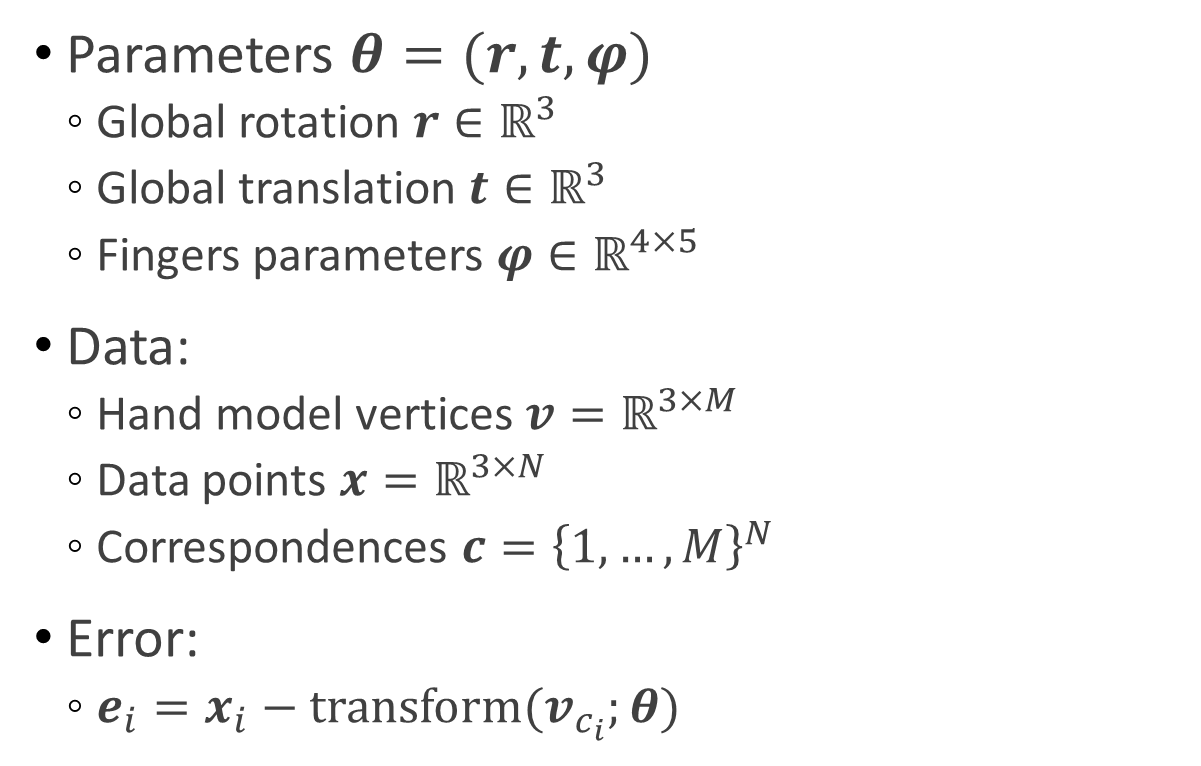 • Parameters 𝜽 = (𝒓, 𝒕, 𝝋)
◦ Global rotation 𝒓 ∈ ℝ³
◦ Global translation 𝒕 ∈ ℝ³
◦ Fingers parameters 𝝋 ∈ ℝ^{4×5}
• Data:
◦ Hand model vertices 𝒗 = ℝ^{3×M}
◦ Data points 𝒙 = ℝ^{3×N}
◦ Correspondences 𝒄 = {1, … , M}^N
• Error:
◦ 𝒆_i = 𝒙_i − transform(𝒗_{c_i}; 𝜽)